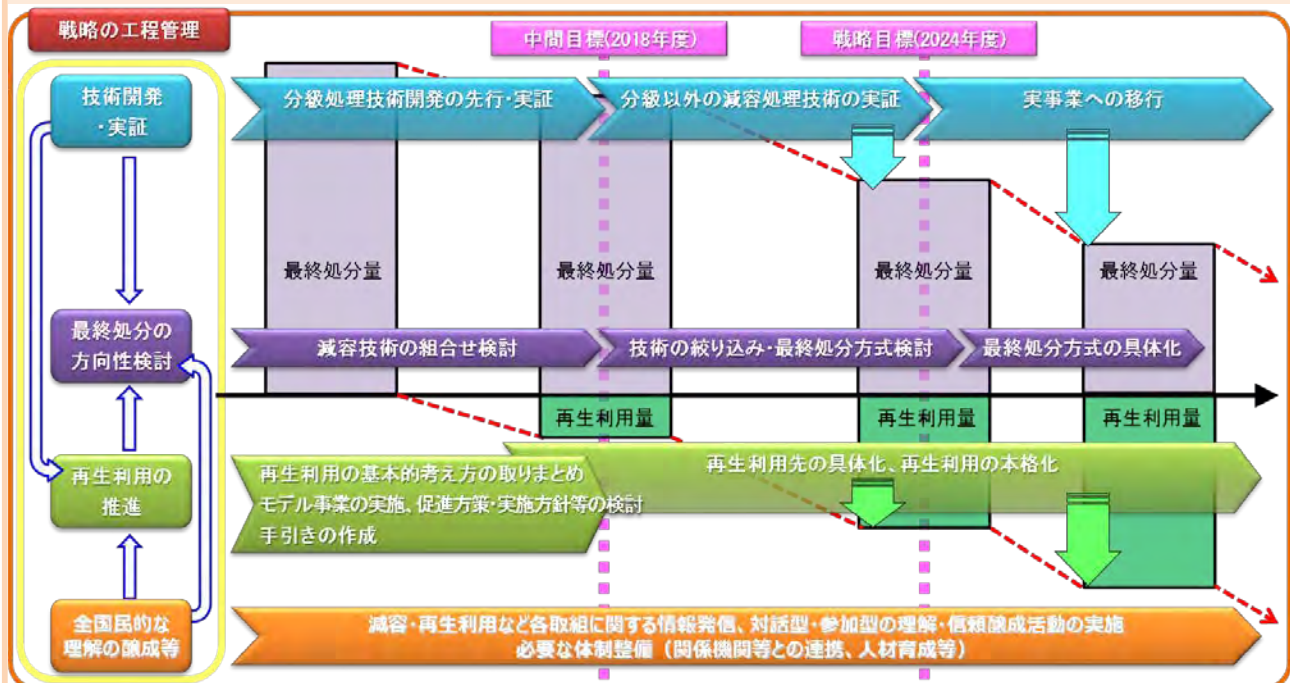 戦略の工程管理
中間目標(2018年度)
戦略目標(2024年度)
技術開発
・実証
分級処理技術開発の先行・実証
分級以外の減容処理技術の実証
実事業への移行
最終処分量
最終処分量
最終処分量
最終処分量
最終処分の
方向性検討
減容技術の組合せ検討
技術の絞り込み・最終処分方式検討
最終処分方式の具体化
再生利用量
再生利用量
再生利用量
再生利用の
推進
再生利用の基本的考え方の取りまとめ
モデル事業の実施、促進方策・実施方針等の検討
手引きの作成
再生利用先の具体化、再生利用の本格化
全国民的な
理解の醸成等
減容・再生利用など各取組に関する情報発信、対話型・参加型の理解・信頼醸成活動の実施
必要な体制整備（関係機関等との連携、人材育成等）